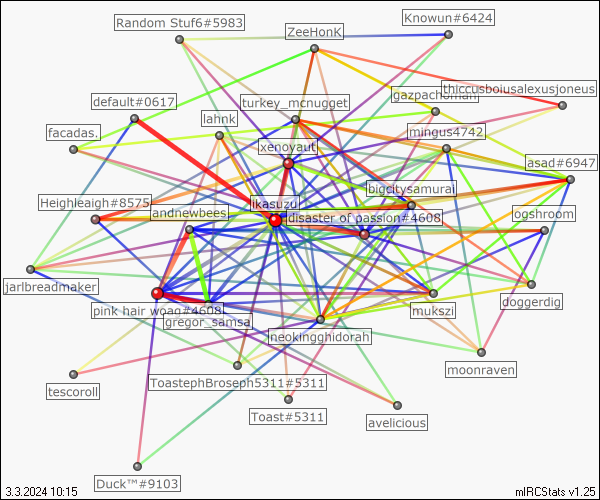 Random Stuf6#5983
Knowun#6424
ZeeHonK
thiccusboiusalexusjoneus
gazpachoman
default#0617
turkey_mcnugget
lahnk
facadas.
mingus4742
xenoyaut
asad#6947
bigcitysamurai
Heighleaigh#8575
ikasuzu
andnewbees
disaster of passion#4608
ogshroom
jarlbreadmaker
pink hair woag#4608
doggerdig
mukszi
gregor_samsa
neokingghidorah
moonraven
ToastephBroseph5311#5311
tescoroll
Toast#5311
avelicious
Duck™#9103
3.3.2024 10:15
mIRCStats v1.25